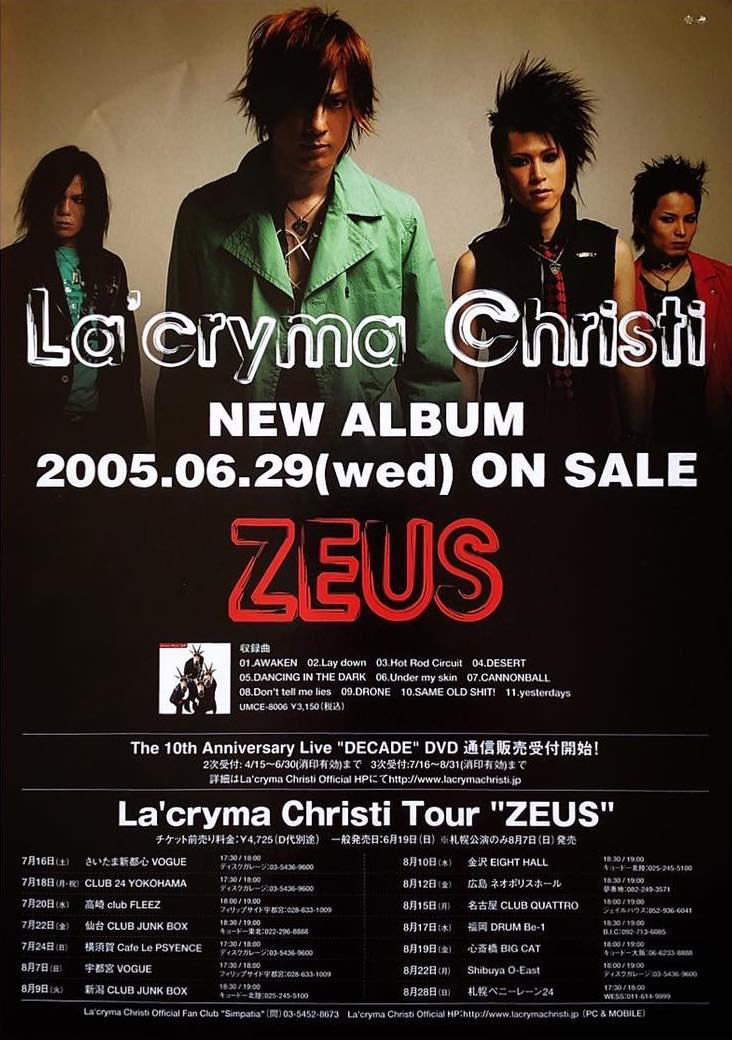 La'cryma Christi
NEW ALBUM
2005.06.29(wed) ON SALE
ZEUS
収録曲
01.AWAKEN 02.Lay down 03.Hot Rod Circuit 04.DESERT
05.DANCING IN THE DARK 06.Under my skin 07.CANNONBALL
08.Don't tell me lies 09.DRONE 10.SAME OLD SHIT! 11.yesterdays
UMCE-8006 ¥3,150(税込)
The 10th Anniversary Live "DECADE" DVD 通信販売受付開始!
2次受付: 4/15〜6/30(消印有効)まで 3次受付:7/16〜8/31(消印有効)まで
詳細はLa'cryma Christi Official HPにてhttp://www.lacrymachristi.jp
La'cryma Christi Tour "ZEUS"
チケット前売り料金:¥4,725(D代別途) 一般発売日:6月19日(日) ※札幌公演のみ8月7日(日)発売
7月16日(土) さいたま新都心 VOGUE 17:30 / 18:00
ディスクガレージ:03-5436-9600
7月18日(月・祝) CLUB 24 YOKOHAMA 17:30 / 18:00
ディスクガレージ:03-5436-9600
7月20日(水) 高崎 club FLEEZ 18:00 / 19:00
フィリップサイド宇都宮:028-633-1009
7月22日(金) 仙台 CLUB JUNK BOX 18:30 / 19:00
キョードー東北:022-296-8888
7月24日(日) 横須賀 Cafe Le PSYENCE 17:30 / 18:00
ディスクガレージ:03-5436-9600
8月7日(日) 宇都宮 VOGUE 17:30 / 18:00
フィリップサイド宇都宮:028-633-1009
8月9日(火) 新潟 CLUB JUNK BOX 18:30 / 19:00
キョードー北陸:025-245-5100
8月10日(水) 金沢 EIGHT HALL 18:30 / 19:00
キョードー北陸:025-245-5100
8月12日(金) 広島 ネオポリスホール 18:30 / 19:00
夢番地:082-249-3571
8月15日(月) 名古屋 CLUB QUATTRO 18:00 / 19:00
ジェイルハウス:052-936-6041
8月17日(水) 福岡 DRUM Be-1 18:30 / 19:00
B.I.C:092-713-6085
8月19日(金) 心斎橋 BIG CAT 18:00 / 19:00
キョードー大阪:06-6233-8888
8月22日(月) Shibuya O-East 18:00 / 19:00
ディスクガレージ:03-5436-9600
8月28日(日) 札幌ペニーレーン24 17:30 / 18:00
WESS:011-614-9999
La'cryma Christi Official Fan Club "Simpatia"(問)03-5452-8673 La'cryma Christi Official HP:http://www.lacrymachristi.jp (PC & MOBILE)